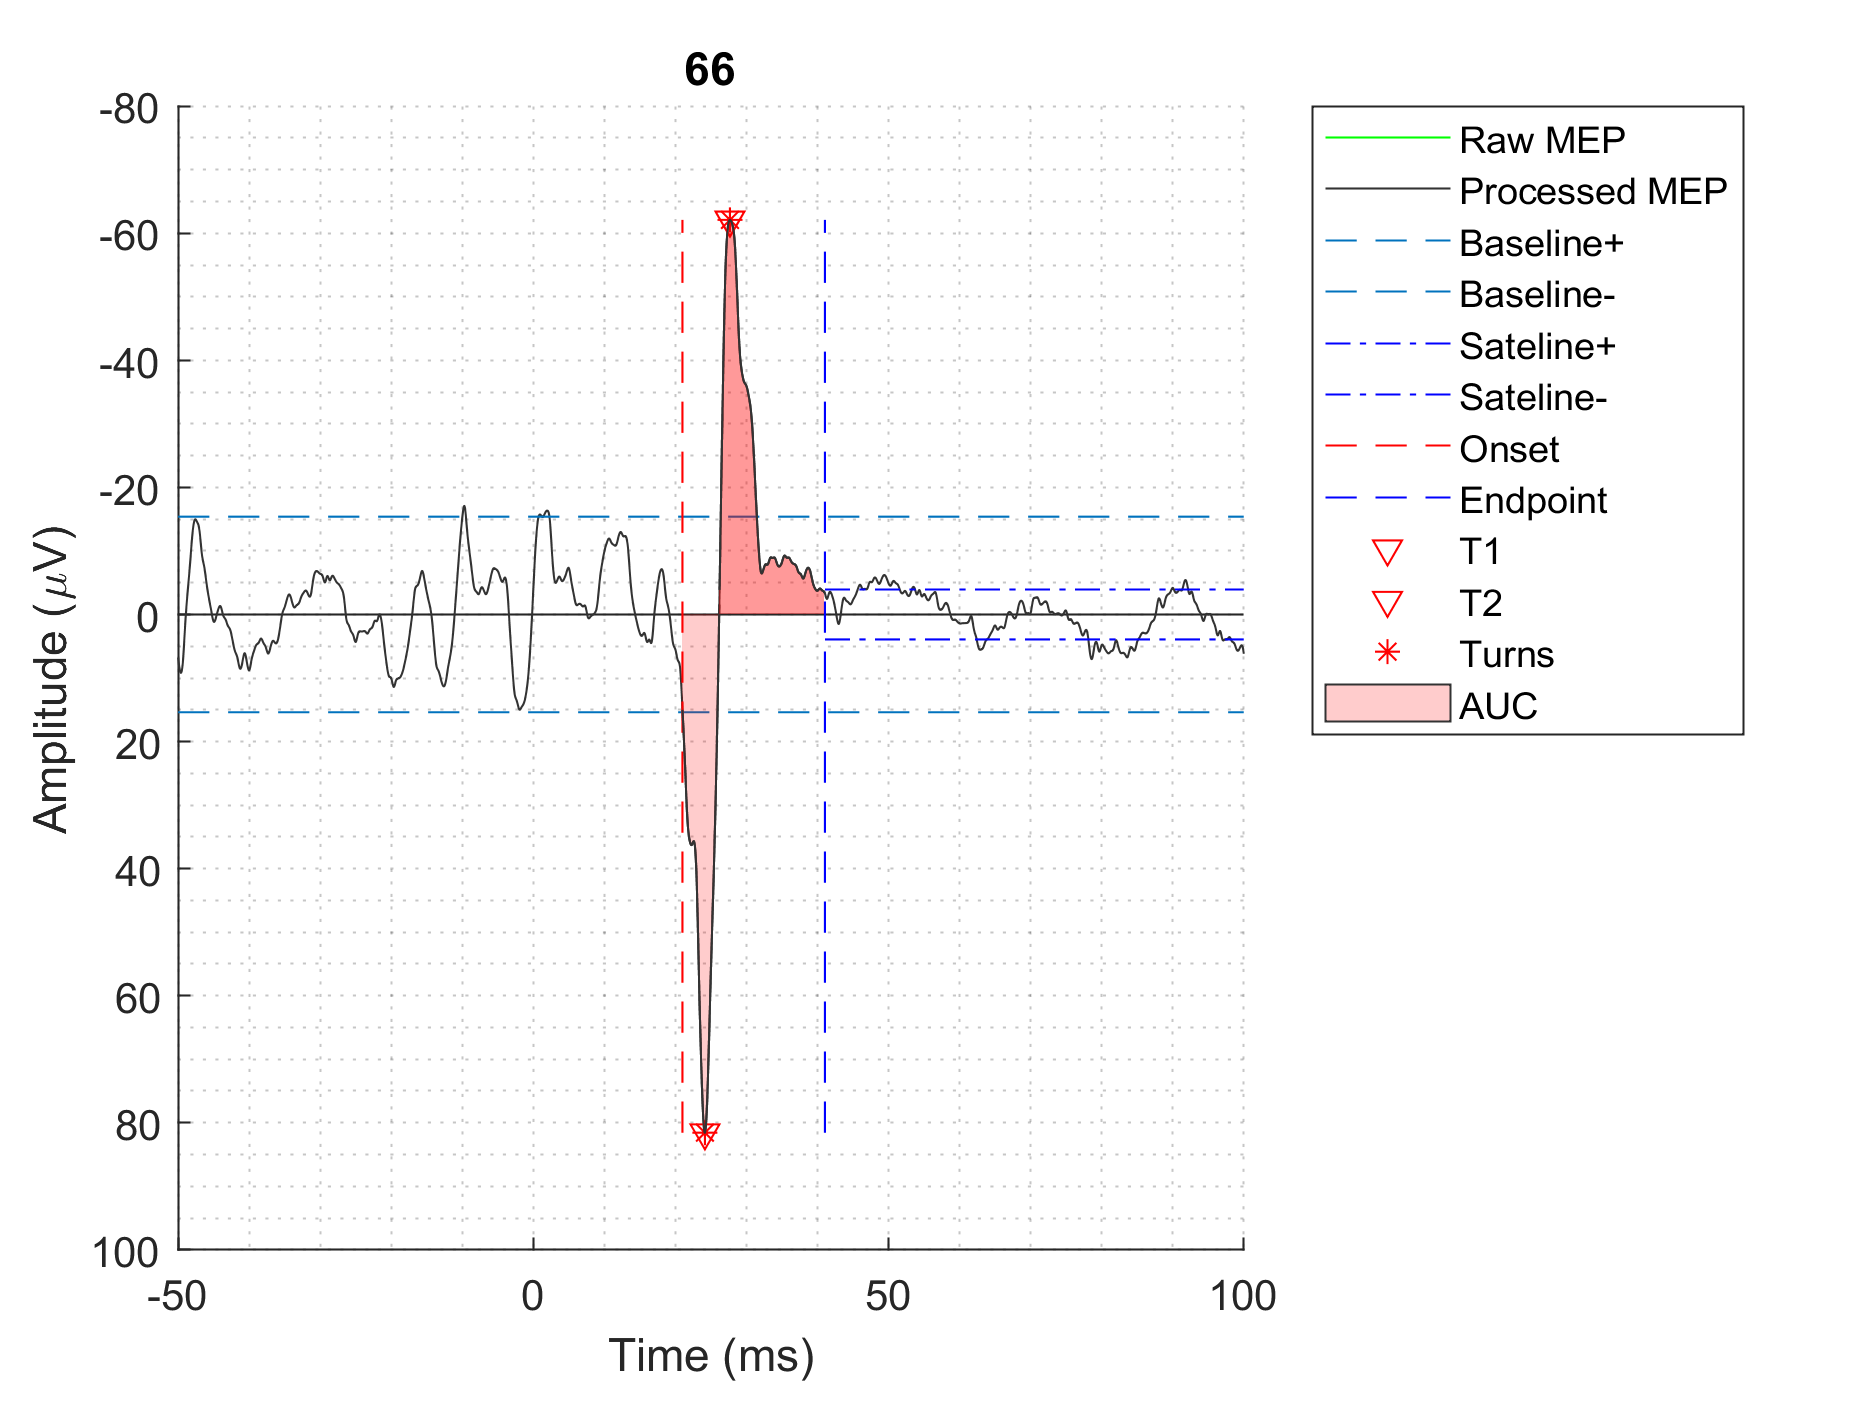 66
-80
-60
-40
-20
0
20
40
60
80
100
Amplitude (μV)
-50
0
50
100
Time (ms)
Raw MEP
Processed MEP
Baseline+
Baseline-
Sateline+
Sateline-
Onset
Endpoint
T1
T2
Turns
AUC